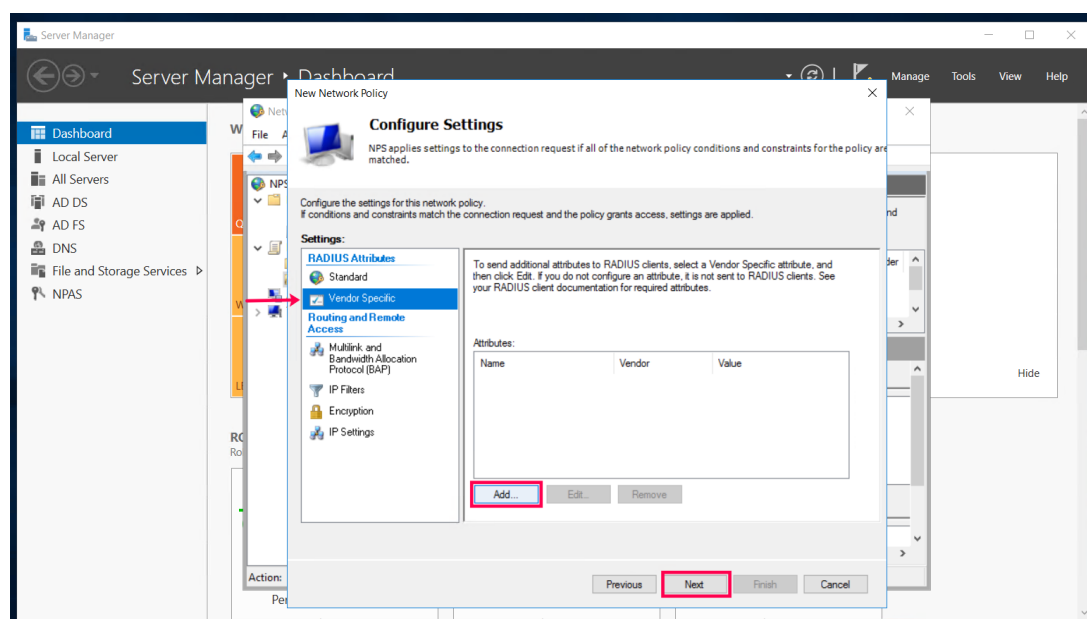 Server Manager
Server Manager • Dashboard
Manage Tools View Help
Dashboard
Local Server
All Servers
AD DS
AD FS
DNS
File and Storage Services
NPAS
File
New Network Policy
Configure Settings
NPS applies settings to the connection request if all of the network policy conditions and constraints for the policy are
matched.
Configure the settings for this network policy.
If conditions and constraints match the connection request and the policy grants access, settings are applied.
Settings:
RADIUS Attributes
Standard
Vendor Specific
Routing and Remote
Access
Multilink and
Bandwidth Allocation
Protocol (BAP)
IP Filters
Encryption
IP Settings
To send additional attributes to RADIUS clients, select a Vendor Specific attribute, and
then click Edit. If you do not configure an attribute, it is not sent to RADIUS clients. See
your RADIUS client documentation for required attributes.
Attributes:
Name Vendor Value
Add... Edit... Remove
Previous Next Finish Cancel
Hide
Action: